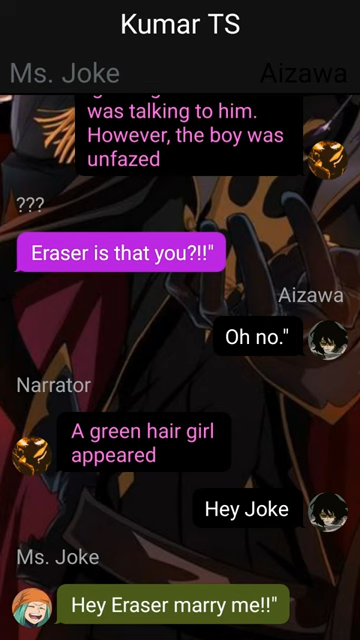 Kumar TS
Ms. Joke
Aizawa
was talking to him.
However, the boy was
unfazed
???
Eraser is that you?!!"
Aizawa
Oh no."
Narrator
A green hair girl
appeared
Hey Joke
Ms. Joke
Hey Eraser marry me!!"